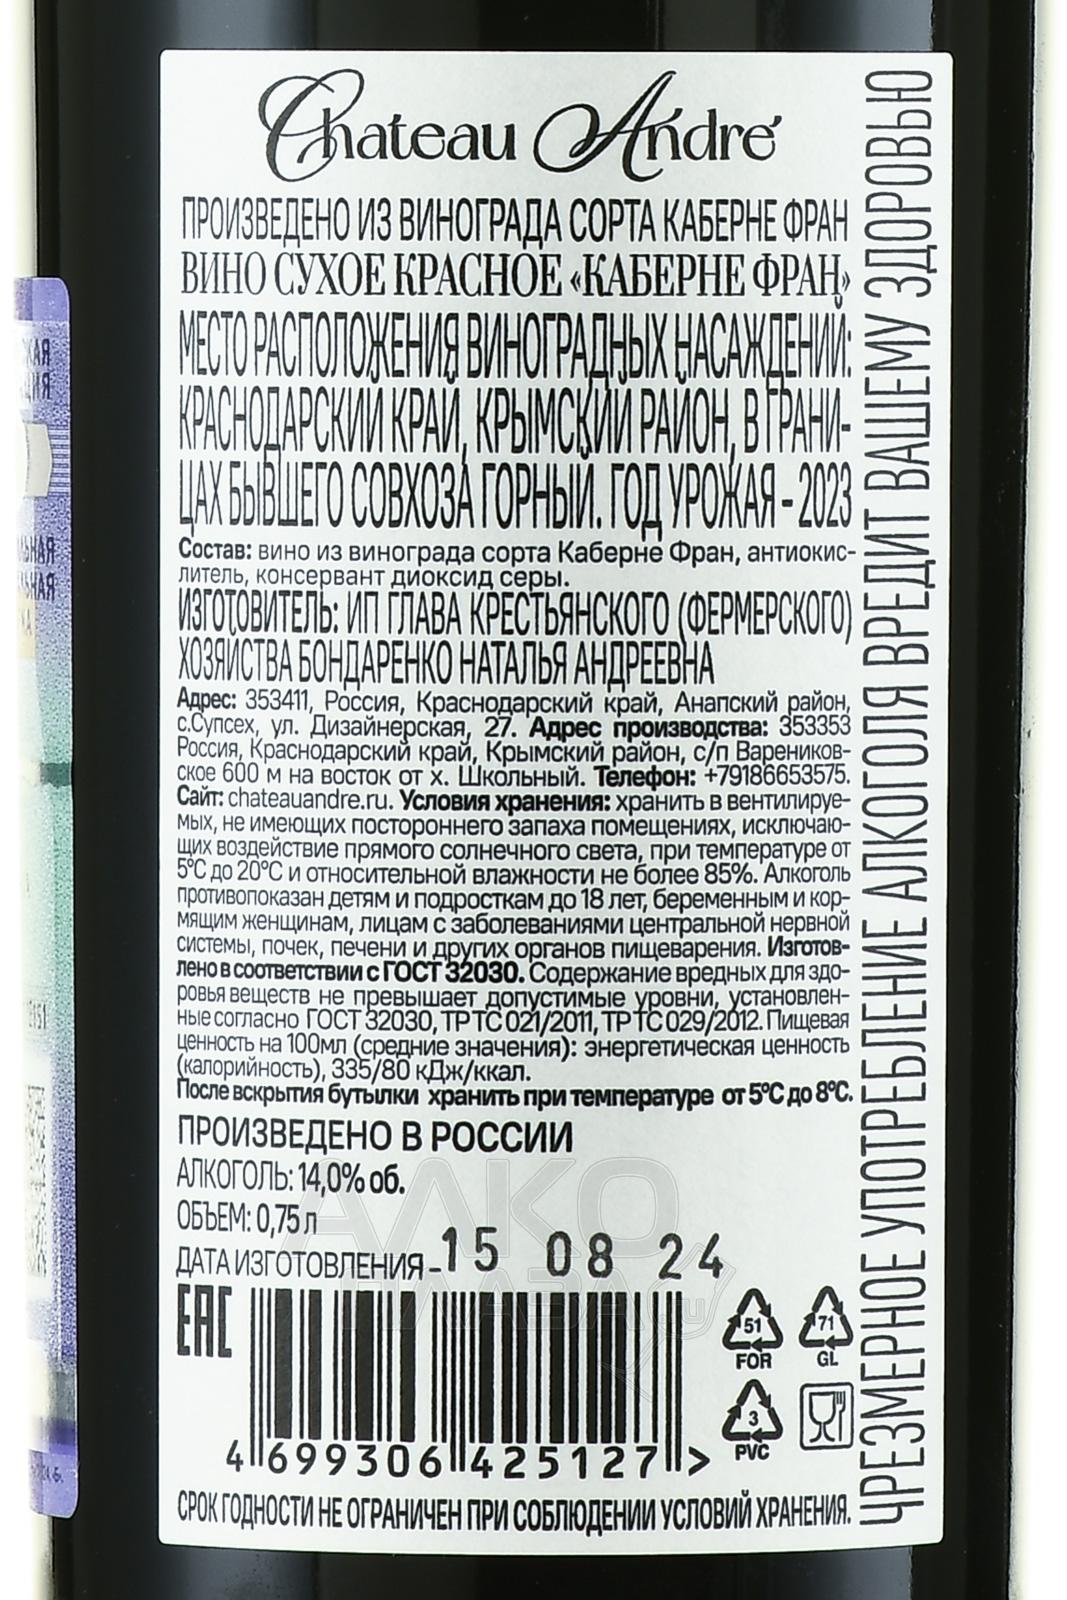 Chateau André
ПРОИЗВЕДЕНО ИЗ ВИНОГРАДА СОРТА КАБЕРНЕ ФРАН
ВИНО СУХОЕ КРАСНОЕ «КАБЕРНЕ ФРАН»
МЕСТО РАСПОЛОЖЕНИЯ ВИНОГРАДНЫХ НАСАЖДЕНИЙ:
КРАСНОДАРСКИЙ КРАЙ, КРЫМСКИЙ РАЙОН, В ГРАНИ-
ЦАХ БЫВШЕГО СОВХОЗА ГОРНЫЙ. ГОД УРОЖАЯ - 2023
Состав: вино из винограда сорта Каберне Фран, антиокис-
литель, консервант диоксид серы.
ИЗГОТОВИТЕЛЬ: ИП ГЛАВА КРЕСТЬЯНСКОГО (ФЕРМЕРСКОГО)
ХОЗЯЙСТВА БОНДАРЕНКО НАТАЛЬЯ АНДРЕЕВНА
Адрес: 353411, Россия, Краснодарский край, Анапский район,
с.Супсех, ул. Дизайнерская, 27. Адрес производства: 353353
Россия, Краснодарский край, Крымский район, с/п Варениковское
ское 600 м на восток от х. Школьный. Телефон: +79186653575.
Сайт: chateauandre.ru. Условия хранения: хранить в вентилируе-
мых, не имеющих постороннего запаха помещениях, исключаю-
щих воздействие прямого солнечного света, при температуре от
5°С до 20°С и относительной влажности не более 85%. Алкоголь
противопоказан детям и подросткам до 18 лет, беременным и кор-
мящим женщинам, лицам с заболеваниями центральной нервной
системы, почек, печени и других органов пищеварения. Изготов-
лено в соответствии с ГОСТ 32030. Содержание вредных для здо-
ровья веществ не превышает допустимые уровни, установлен-
ные согласно ГОСТ 32030, ТР ТС 021/2011, ТР ТС 029/2012. Пищевая
ценность на 100мл (средние значения): энергетическая ценность
(калорийность), 335/80 кДж/ккал.
После вскрытия бутылки хранить при температуре от 5°С до 8°С.
ПРОИЗВЕДЕНО В РОССИИ
АЛКОГОЛЬ: 14,0% об.
ОБЪЕМ: 0,75 л
ДАТА ИЗГОТОВЛЕНИЯ - 15 08 24
EAC
51
FOR
71
GL
3
PVC
4 699306 425127 >
СРОК ГОДНОСТИ НЕ ОГРАНИЧЕН ПРИ СОБЛЮДЕНИИ УСЛОВИЙ ХРАНЕНИЯ.
ЧРЕЗМЕРНОЕ УПОТРЕБЛЕНИЕ АЛКОГОЛЯ ВРЕДИТ ВАШЕМУ ЗДОРОВЬЮ
АЛКО
ПЛАЗА
ru